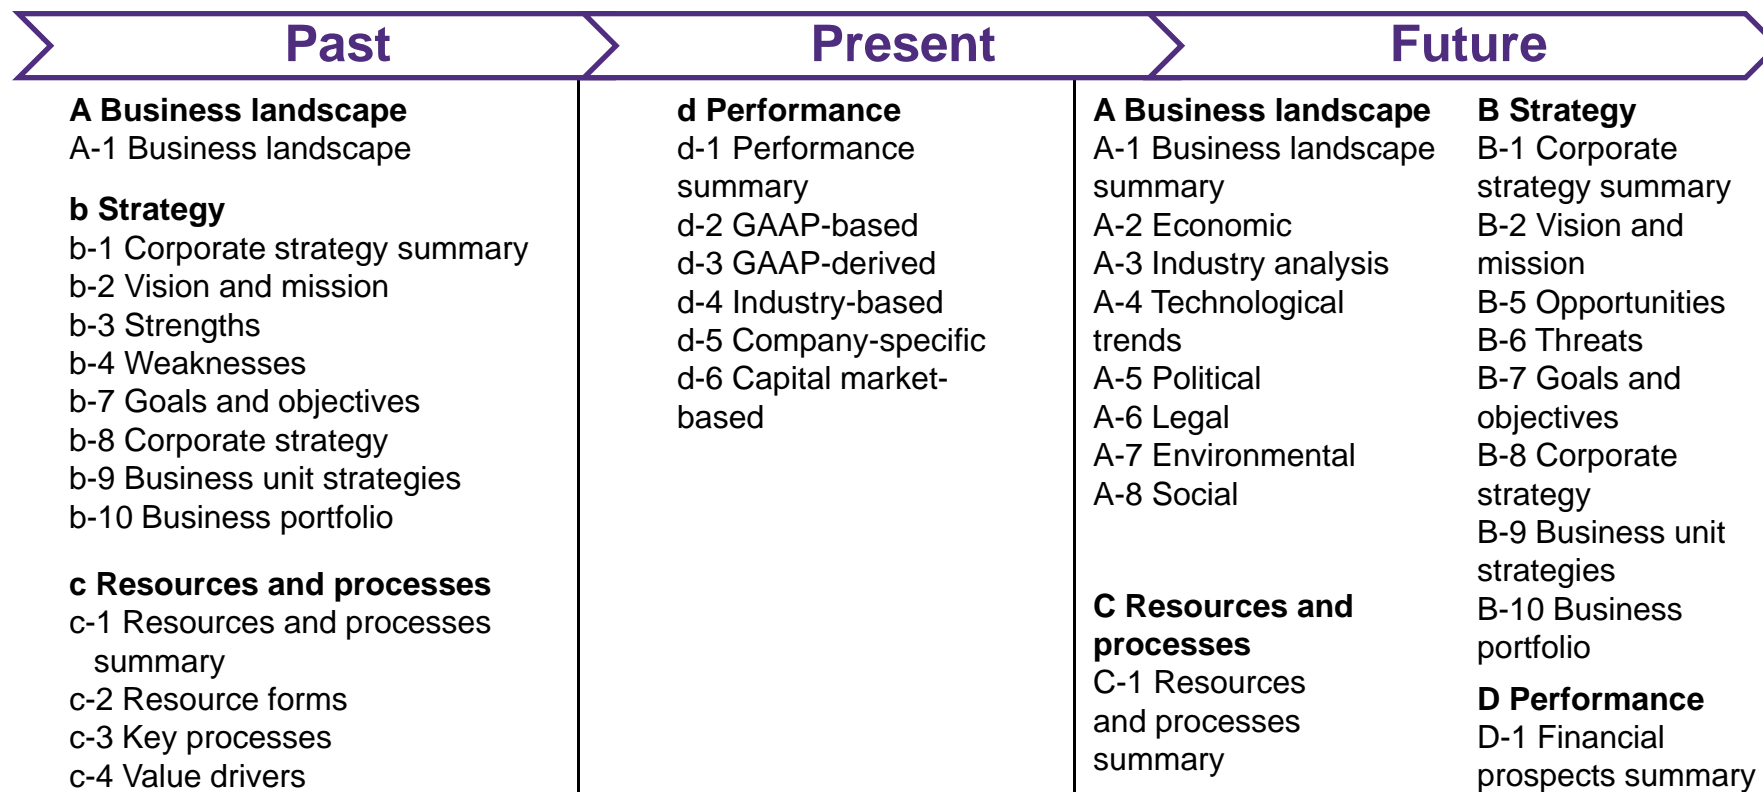 Past
Present
Future
A Business landscape
A-1 Business landscape
b Strategy
b-1 Corporate strategy summary
b-2 Vision and mission
b-3 Strengths
b-4 Weaknesses
b-7 Goals and objectives
b-8 Corporate strategy
b-9 Business unit strategies
b-10 Business portfolio
c Resources and processes
c-1 Resources and processes
summary
c-2 Resource forms
c-3 Key processes
c-4 Value drivers
d Performance
d-1 Performance
summary
d-2 GAAP-based
d-3 GAAP-derived
d-4 Industry-based
d-5 Company-specific
d-6 Capital market-
based
A Business landscape
A-1 Business landscape
summary
A-2 Economic
A-3 Industry analysis
A-4 Technological
trends
A-5 Political
A-6 Legal
A-7 Environmental
A-8 Social
C Resources and
processes
C-1 Resources
and processes
summary
B Strategy
B-1 Corporate
strategy summary
B-2 Vision and
mission
B-5 Opportunities
B-6 Threats
B-7 Goals and
objectives
B-8 Corporate
strategy
B-9 Business unit
strategies
B-10 Business
portfolio
D Performance
D-1 Financial
prospects summary